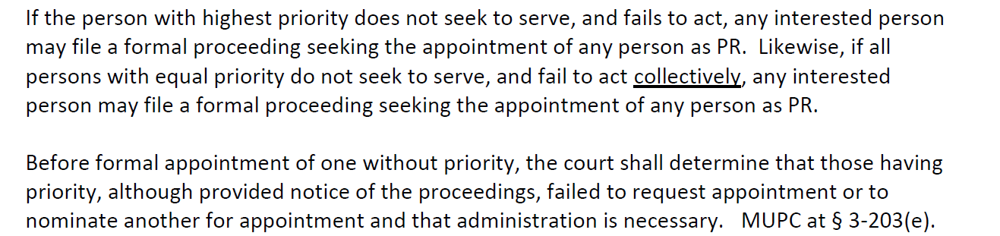 If the person with highest priority does not seek to serve, and fails to act, any interested person
may file a formal proceeding seeking the appointment of any person as PR.  Likewise, if all
persons with equal priority do not seek to serve, and fail to act collectively, any interested
person may file a formal proceeding seeking the appointment of any person as PR.
Before formal appointment of one without priority, the court shall determine that those having
priority, although provided notice of the proceedings, failed to request appointment or to
nominate another for appointment and that administration is necessary.   MUPC at § 3-203(e).